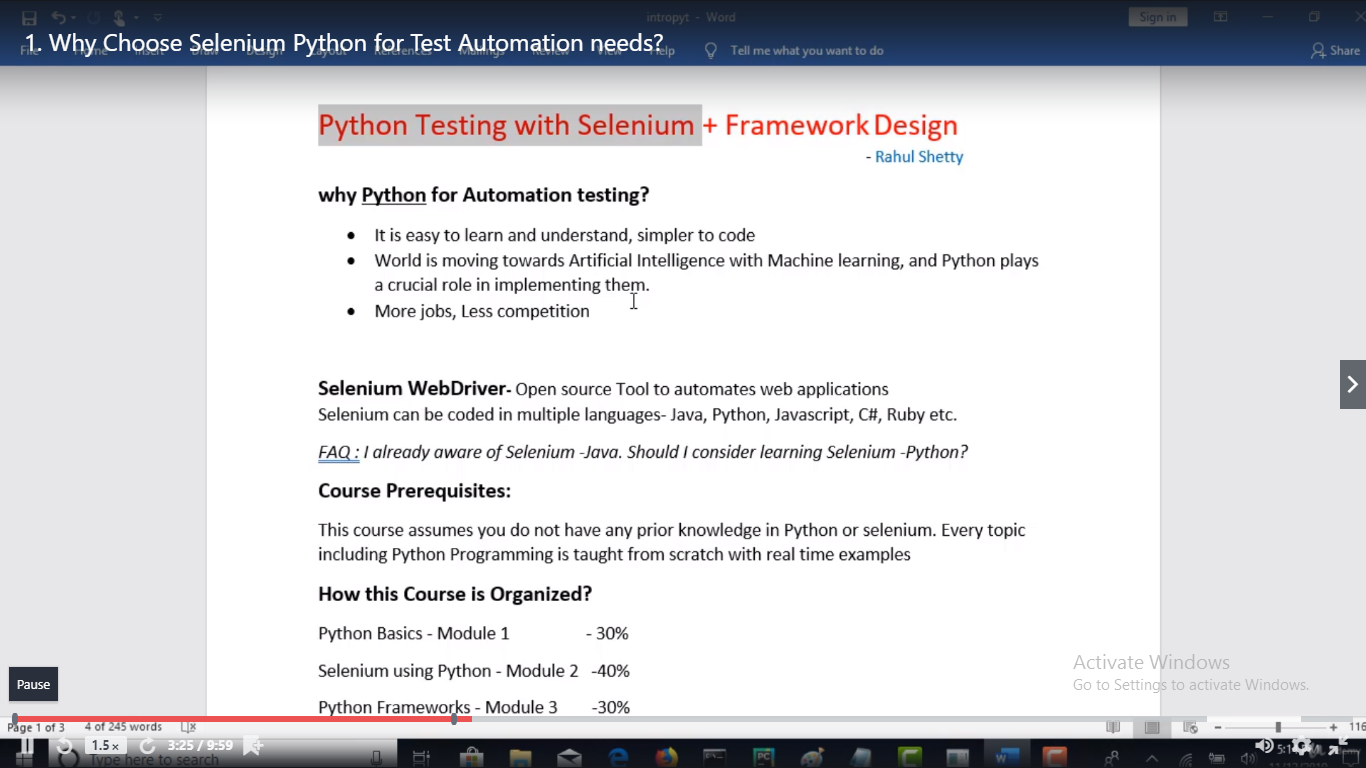 intropyt - Word
Sign in
1. Why Choose Selenium Python for Test Automation needs?
Tell me what you want to do
Share
Python Testing with Selenium + Framework Design
- Rahul Shetty
why Python for Automation testing?
• It is easy to learn and understand, simpler to code
• World is moving towards Artificial Intelligence with Machine learning, and Python plays
a crucial role in implementing them.
• More jobs, Less competition
Selenium WebDriver- Open source Tool to automates web applications
Selenium can be coded in multiple languages- Java, Python, Javascript, C#, Ruby etc.
FAQ : I already aware of Selenium -Java. Should I consider learning Selenium -Python?
Course Prerequisites:
This course assumes you do not have any prior knowledge in Python or selenium. Every topic
including Python Programming is taught from scratch with real time examples
How this Course is Organized?
Python Basics - Module 1 - 30%
Selenium using Python - Module 2 -40%
Python Frameworks - Module 3 -30%
Activate Windows
Go to Settings to activate Windows.
Pause
Page 1 of 3 4 of 245 words
116
1.5x 3:25 / 9:59
Type here to search